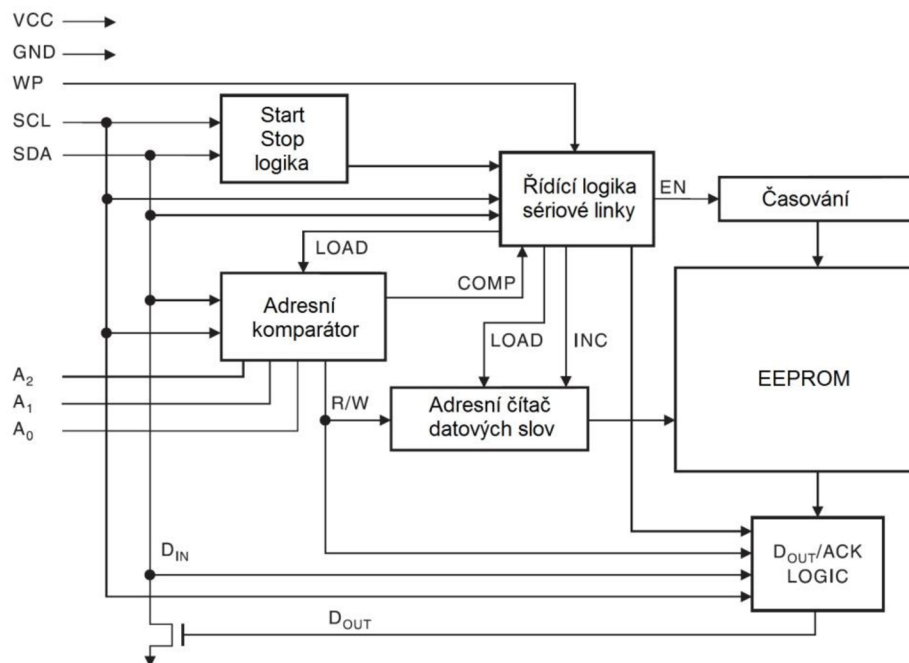 VCC
GND
WP
SCL
SDA
Start
Stop
logika
Řídící logika
sériové linky
EN
Časování
LOAD
COMP
Adresní
komparátor
LOAD
INC
EEPROM
A2
A1
A0
R/W
Adresní čítač
datových slov
DIN
DOUT/ACK
LOGIC
DOUT